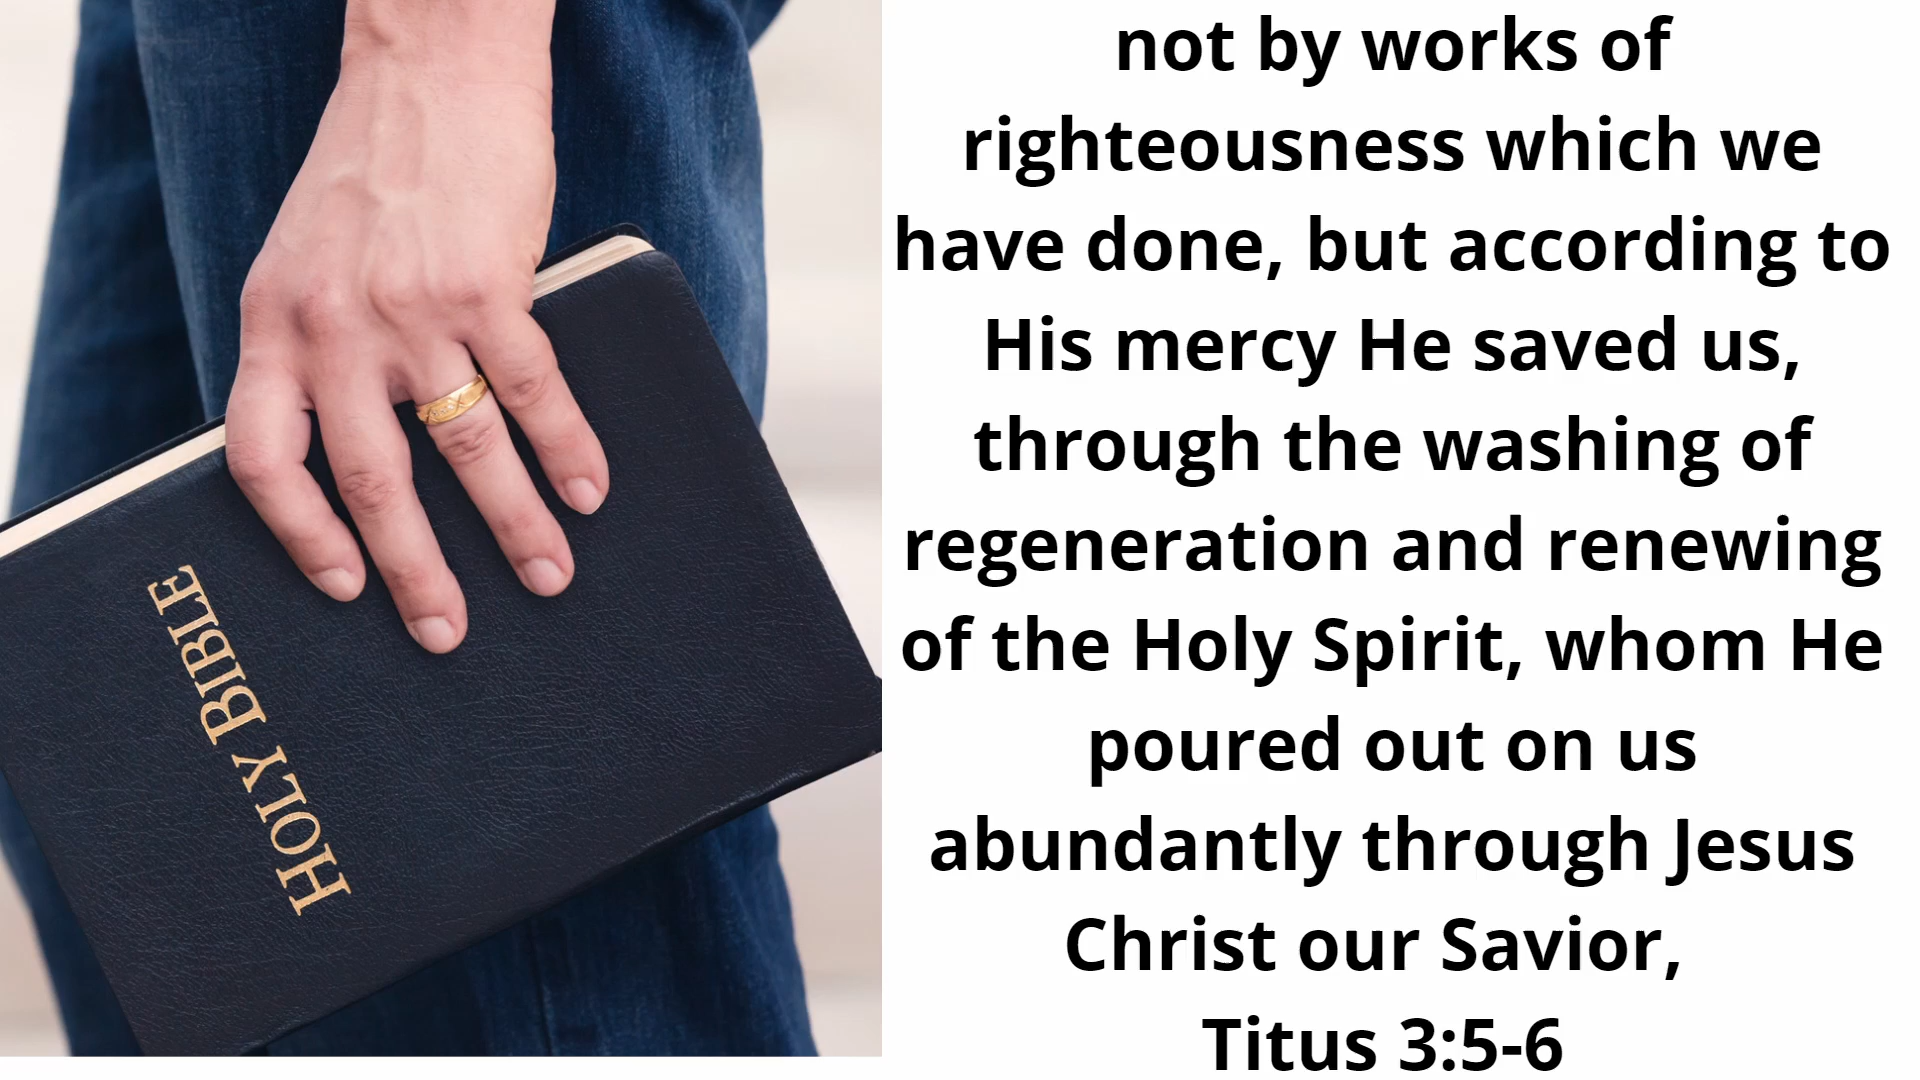 HOLY BIBLE
not by works of
righteousness which we
have done, but according to
His mercy He saved us,
through the washing of
regeneration and renewing
of the Holy Spirit, whom He
poured out on us
abundantly through Jesus
Christ our Savior,
Titus 3:5-6